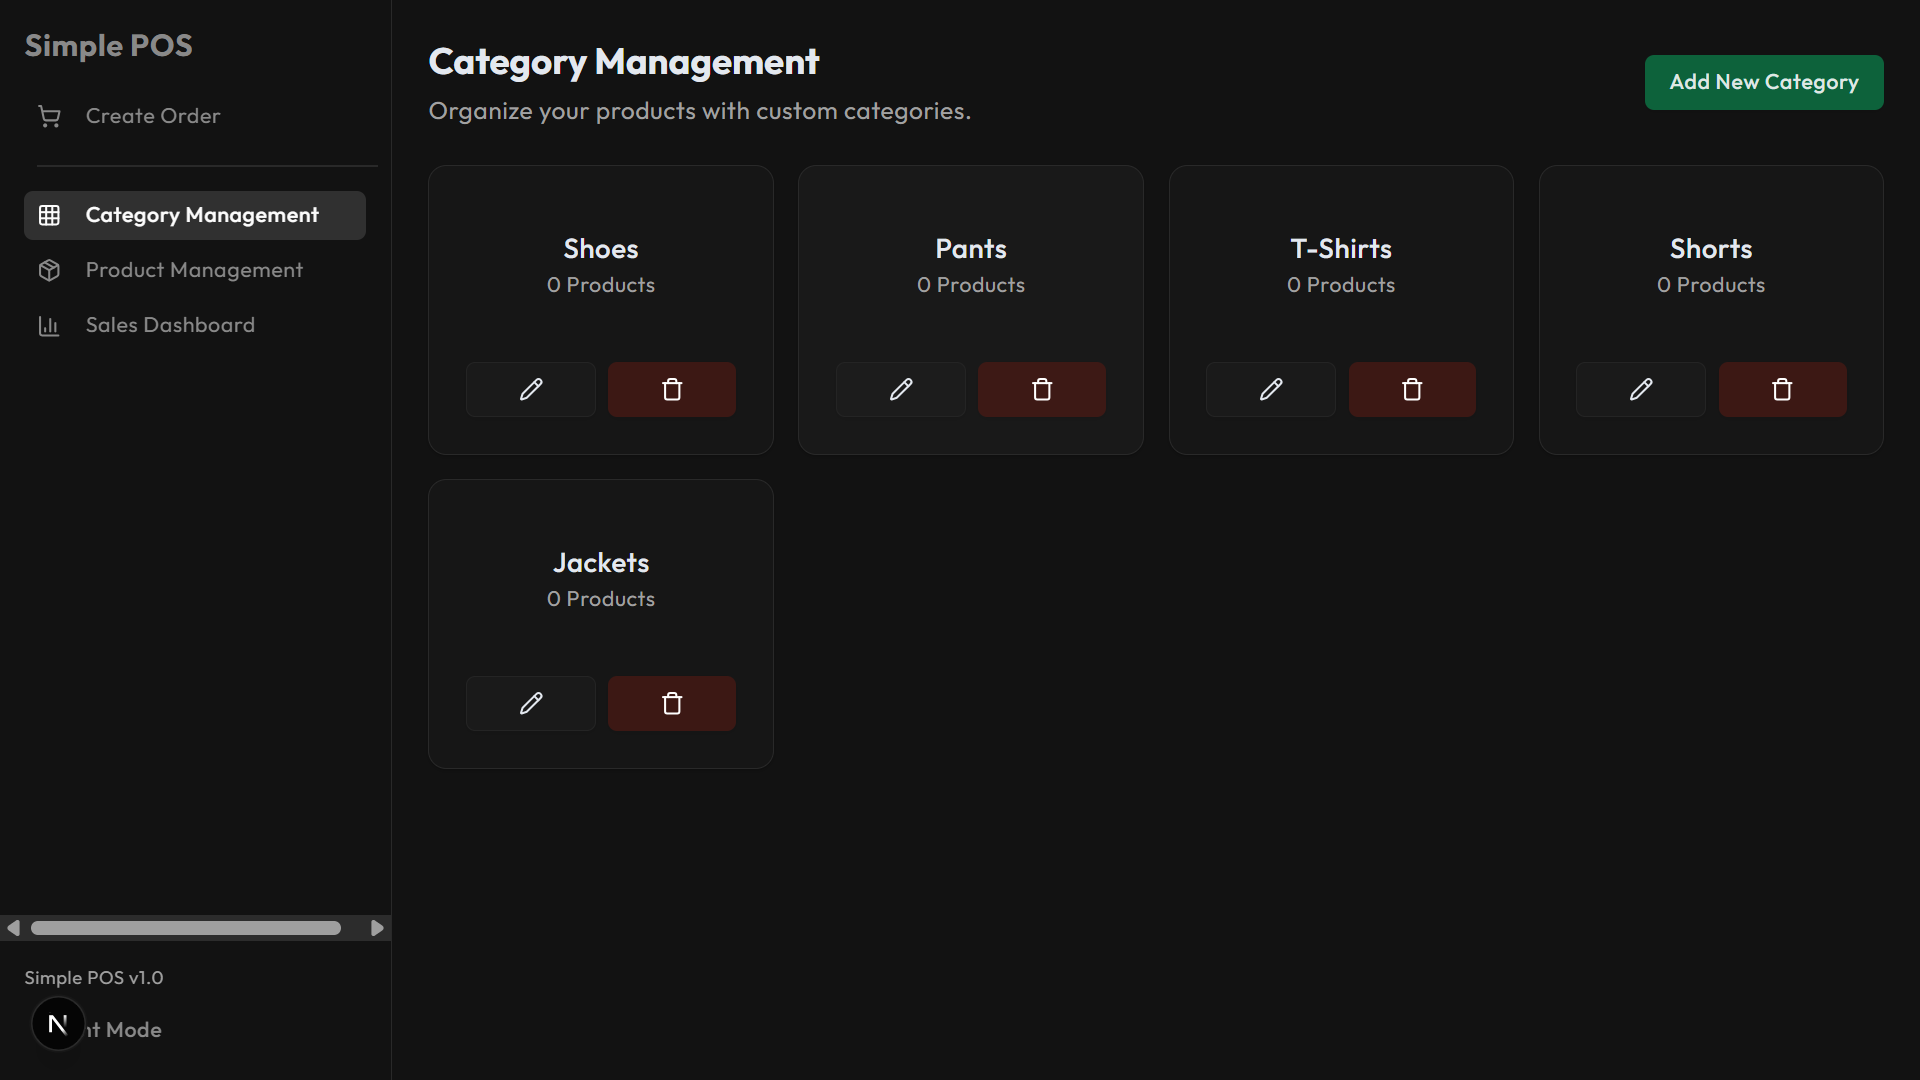 Simple POS
Create Order
Category Management
Product Management
Sales Dashboard
Simple POS v1.0
Mode
Category Management
Organize your products with custom categories.
Add New Category
Shoes
0 Products
Pants
0 Products
T-Shirts
0 Products
Shorts
0 Products
Jackets
0 Products